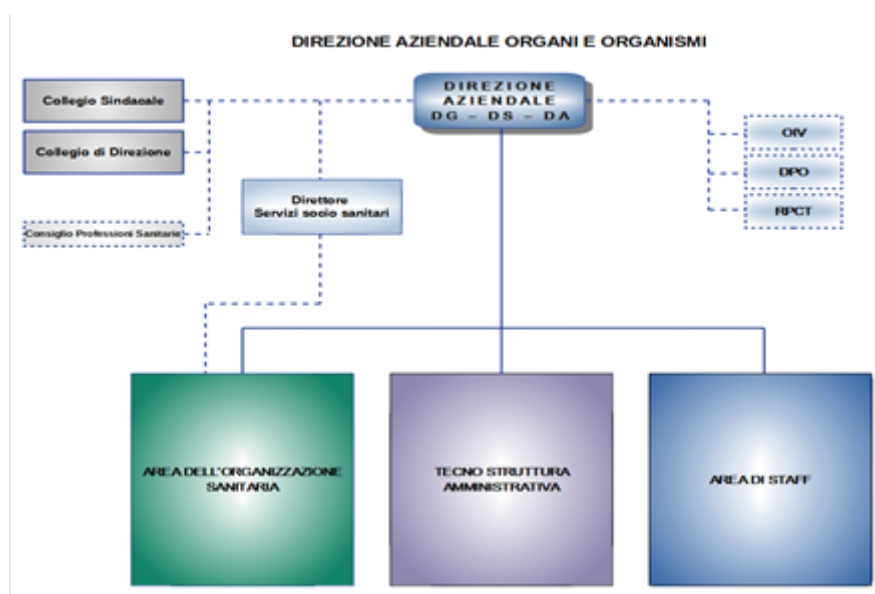 DIREZIONE AZIENDALE ORGANI E ORGANISMI
DIREZIONE
AZIENDALE
DG – DS – DA
Collegio Sindacale
Collegio di Direzione
Consiglio Professioni Sanitarie
Direttore
Servizi socio sanitari
OIV
DPO
RPCT
AREA DELL'ORGANIZZAZIONE
SANITARIA
TECNO STRUTTURA
AMMINISTRATIVA
AREA DI STAFF